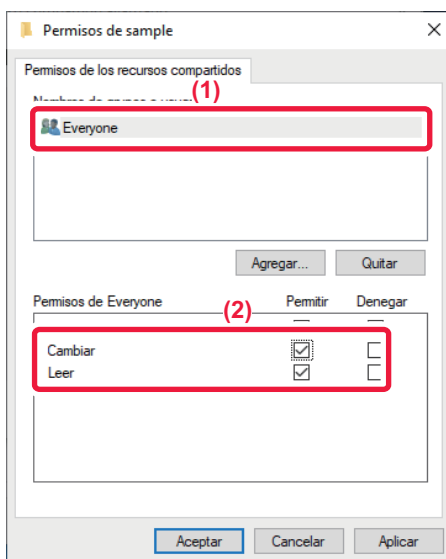 Permisos de sample
Permisos de los recursos compartidos
(1)
Everyone
Agregar...
Quitar
Permisos de Everyone
Permitir
Denegar
(2)
Cambiar
Leer
Aceptar
Cancelar
Aplicar